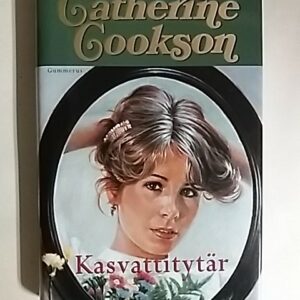 Catherine
Cookson
Gummerus
Kasvattitytär